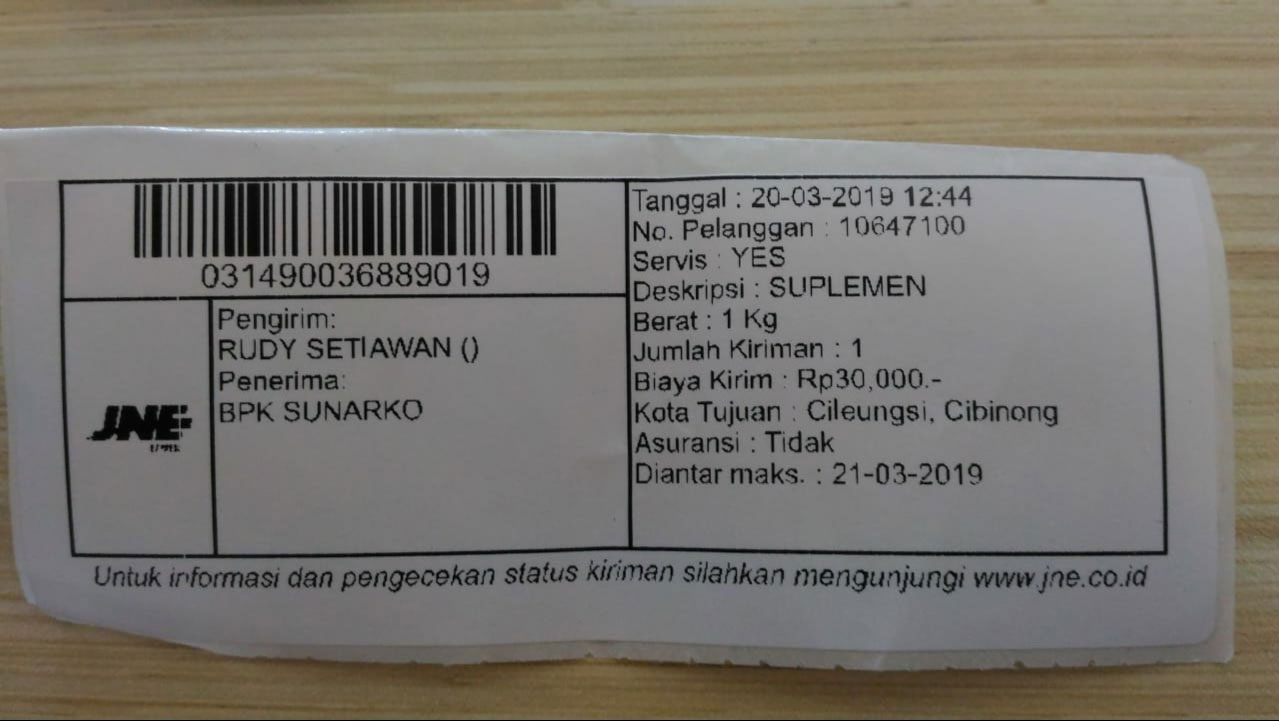 031490036889019
JNE
Pengirim:
RUDY SETIAWAN ()
Penerima:
BPK SUNARKO
Tanggal : 20-03-2019 12:44
No. Pelanggan : 10647100
Servis : YES
Deskripsi : SUPLEMEN
Berat : 1 Kg
Jumlah Kiriman : 1
Biaya Kirim : Rp30,000.-
Kota Tujuan : Cileungsi, Cibinong
Asuransi : Tidak
Diantar maks. : 21-03-2019
Untuk informasi dan pengecekan status kiriman silahkan mengunjungi www.jne.co.id